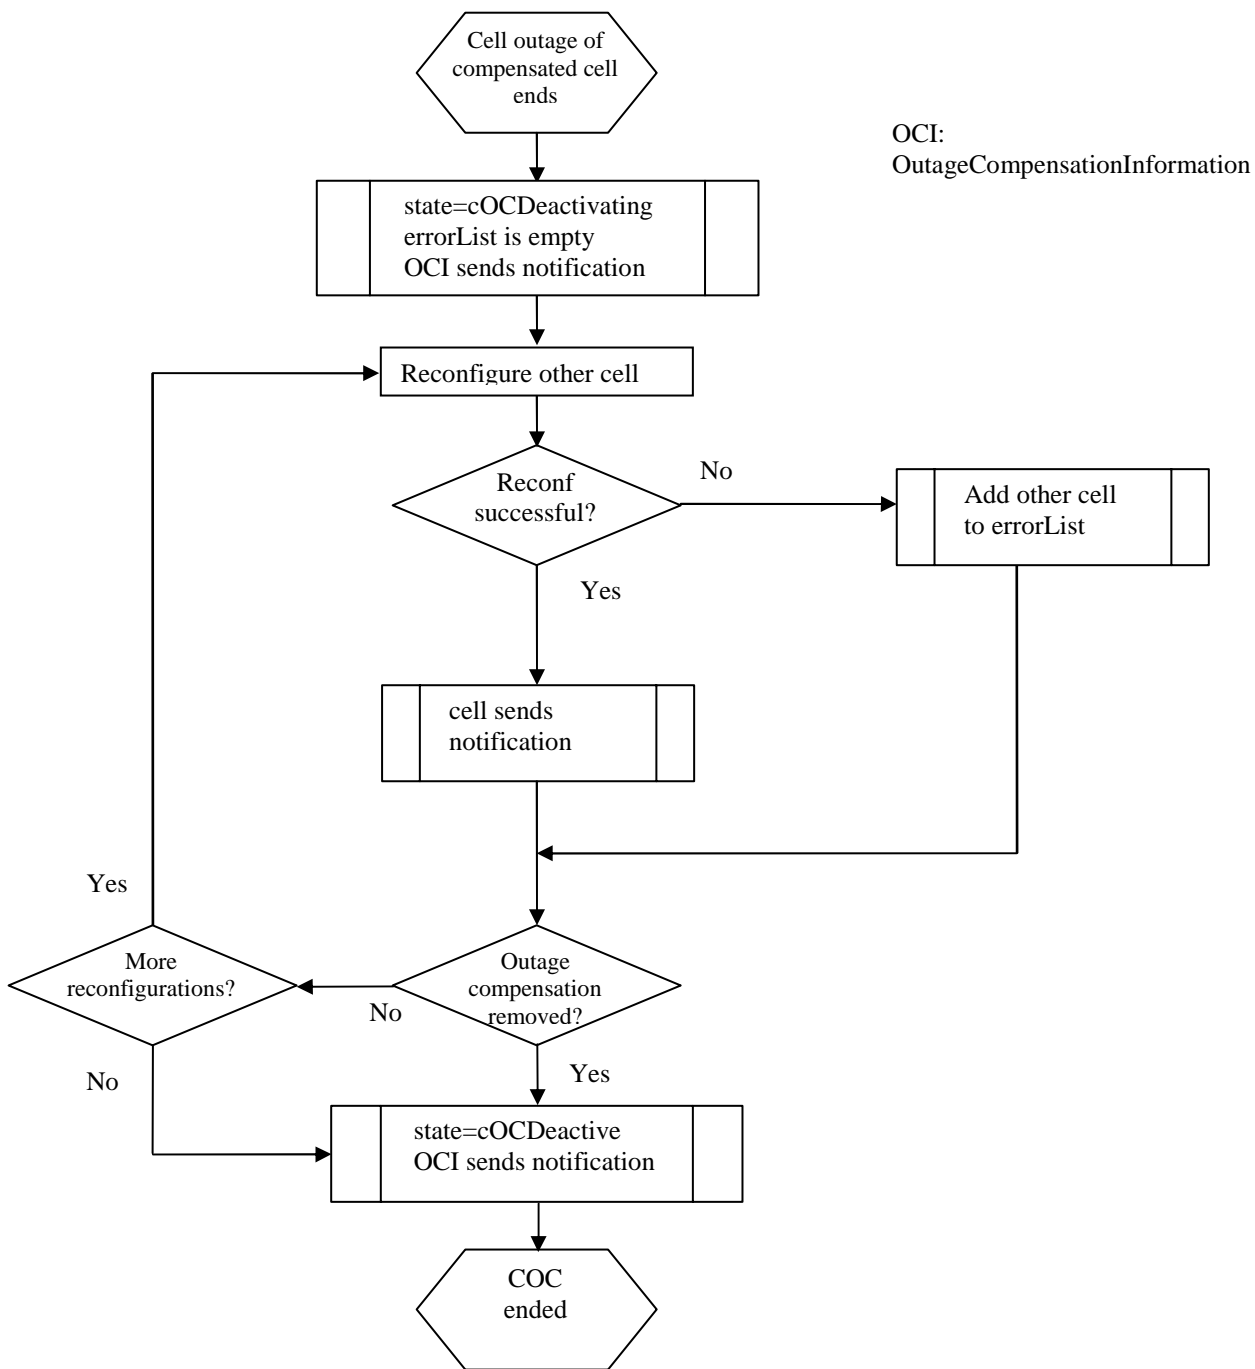 Cell outage of
compensated cell
ends
OCI:
OutageCompensationInformation
state=cOCDeactivating
errorList is empty
OCI sends notification
Reconfigure other cell
Reconf
successful?
No
Add other cell
to errorList
Yes
cell sends
notification
Yes
More
reconfigurations?
Outage
compensation
removed?
No
No
Yes
state=cOCDeactive
OCI sends notification
COC
ended